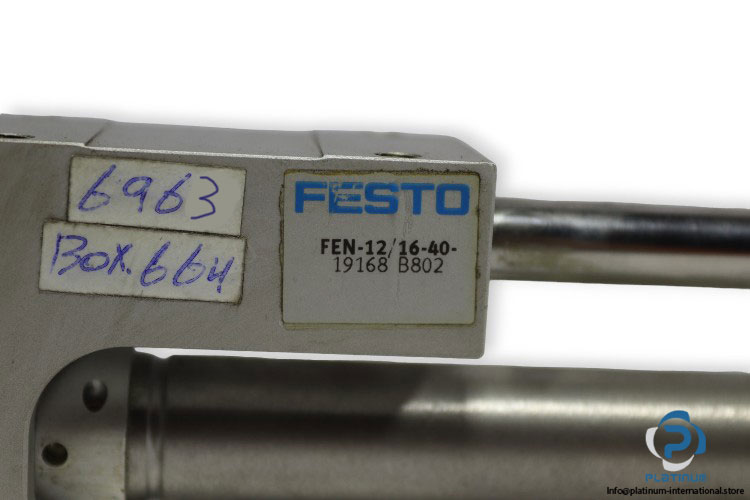 6963
Box.664
FESTO
FEN-12/16-40-
19168 B802
PLATINUM
Info@platinum-international.store